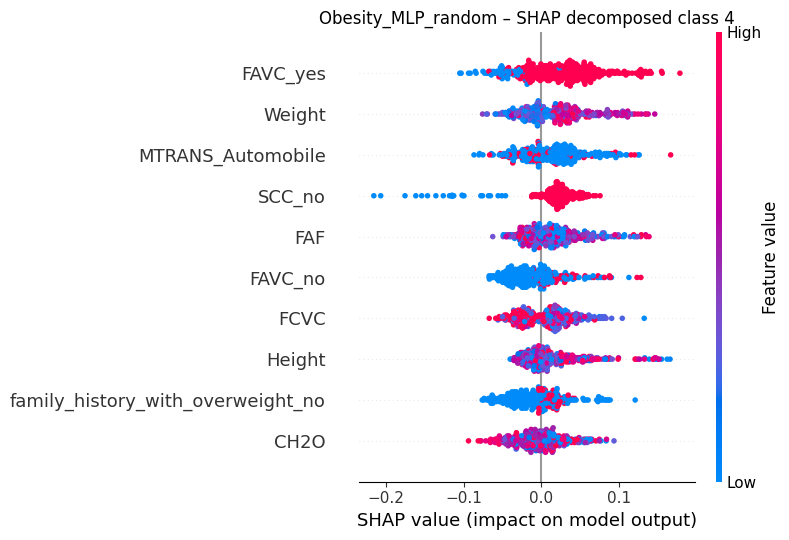 Obesity_MLP_random – SHAP decomposed class 4
High
FAVC_yes
Weight
MTRANS_Automobile
SCC_no
FAF
FAVC_no
FCVC
Height
family_history_with_overweight_no
CH2O
Feature value
Low
−0.2 −0.1 0.0 0.1
SHAP value (impact on model output)